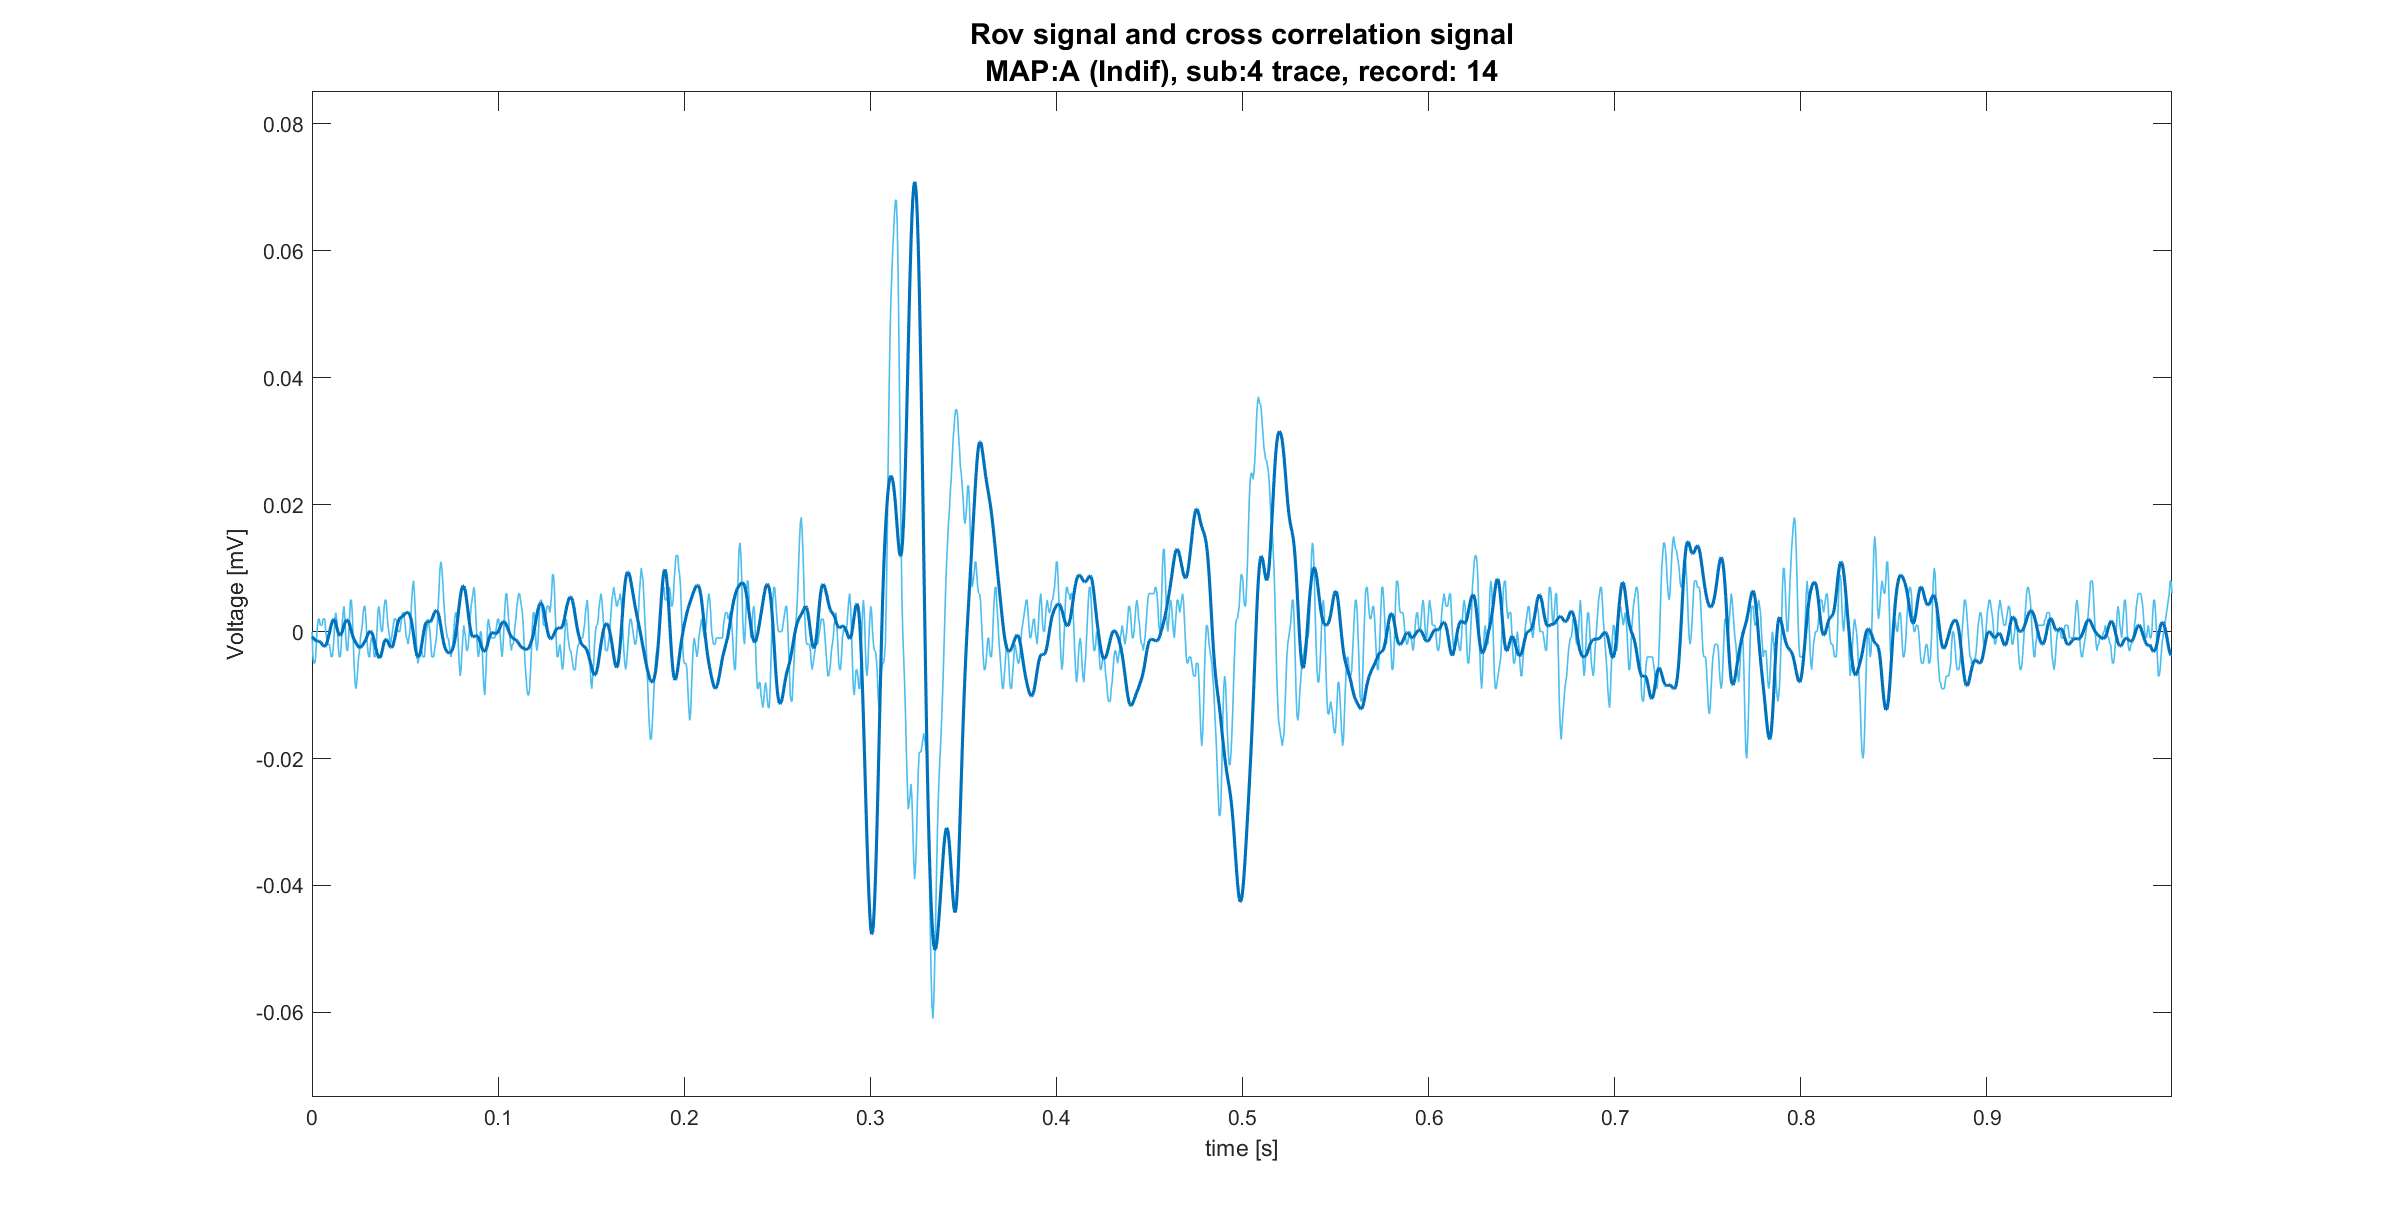 Rov signal and cross correlation signal
MAP:A (Indif), sub:4 trace, record: 14
0.08
0.06
0.04
0.02
0
-0.02
-0.04
-0.06
Voltage [mV]
0 0.1 0.2 0.3 0.4 0.5 0.6 0.7 0.8 0.9
time [s]